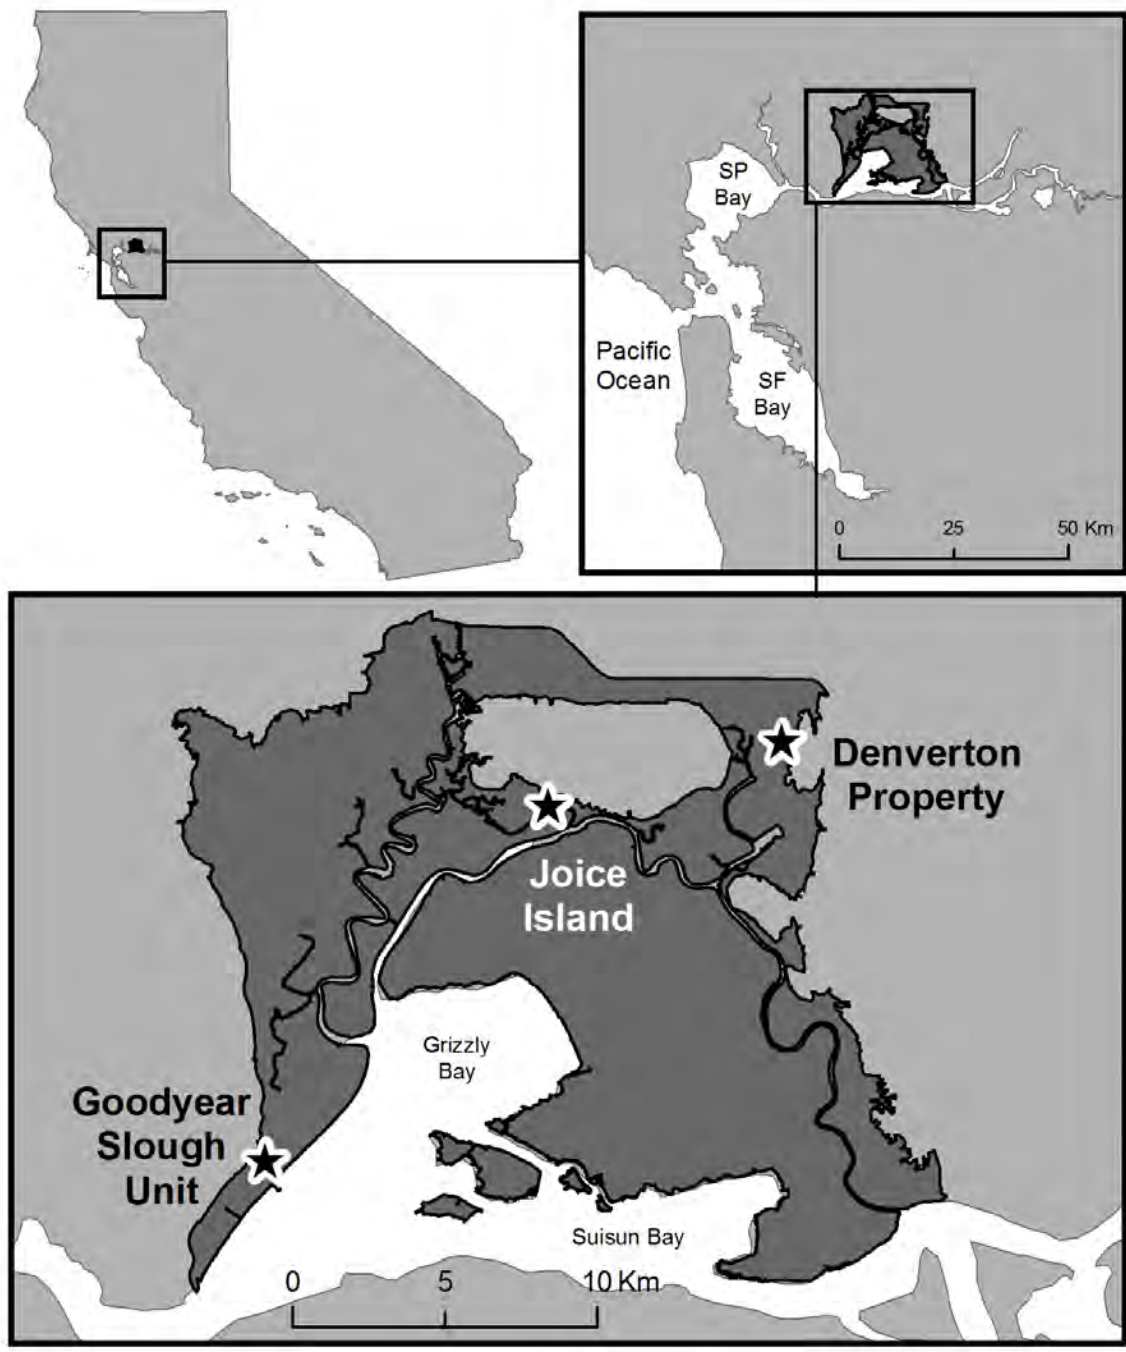 SP
Bay
Pacific
Ocean
SF
Bay
0 25 50 Km
Denverton
Property
Joice
Island
Grizzly
Bay
Goodyear
Slough
Unit
Suisun Bay
0 5 10 Km